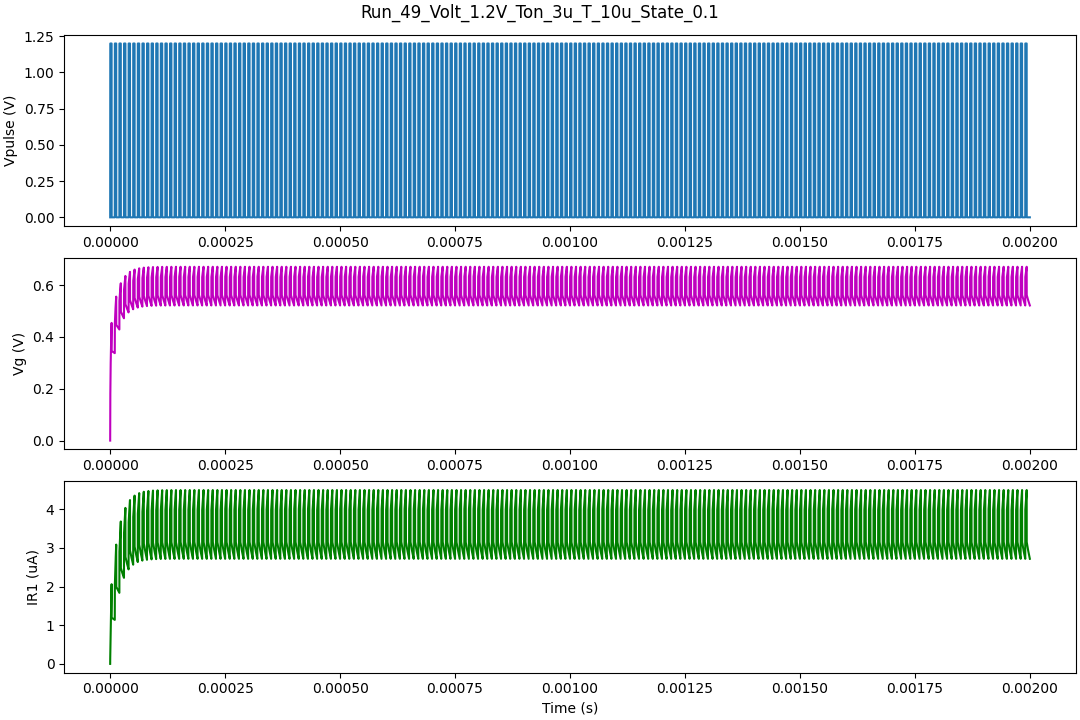 Run_49_Volt_1.2V_Ton_3u_T_10u_State_0.1
1.25
1.00
0.75
0.50
0.25
0.00
Vpulse (V)
0.00000 0.00025 0.00050 0.00075 0.00100 0.00125 0.00150 0.00175 0.00200
0.6
0.4
0.2
0.0
Vg (V)
0.00000 0.00025 0.00050 0.00075 0.00100 0.00125 0.00150 0.00175 0.00200
4
3
2
1
0
IR1 (uA)
0.00000 0.00025 0.00050 0.00075 0.00100 0.00125 0.00150 0.00175 0.00200
Time (s)